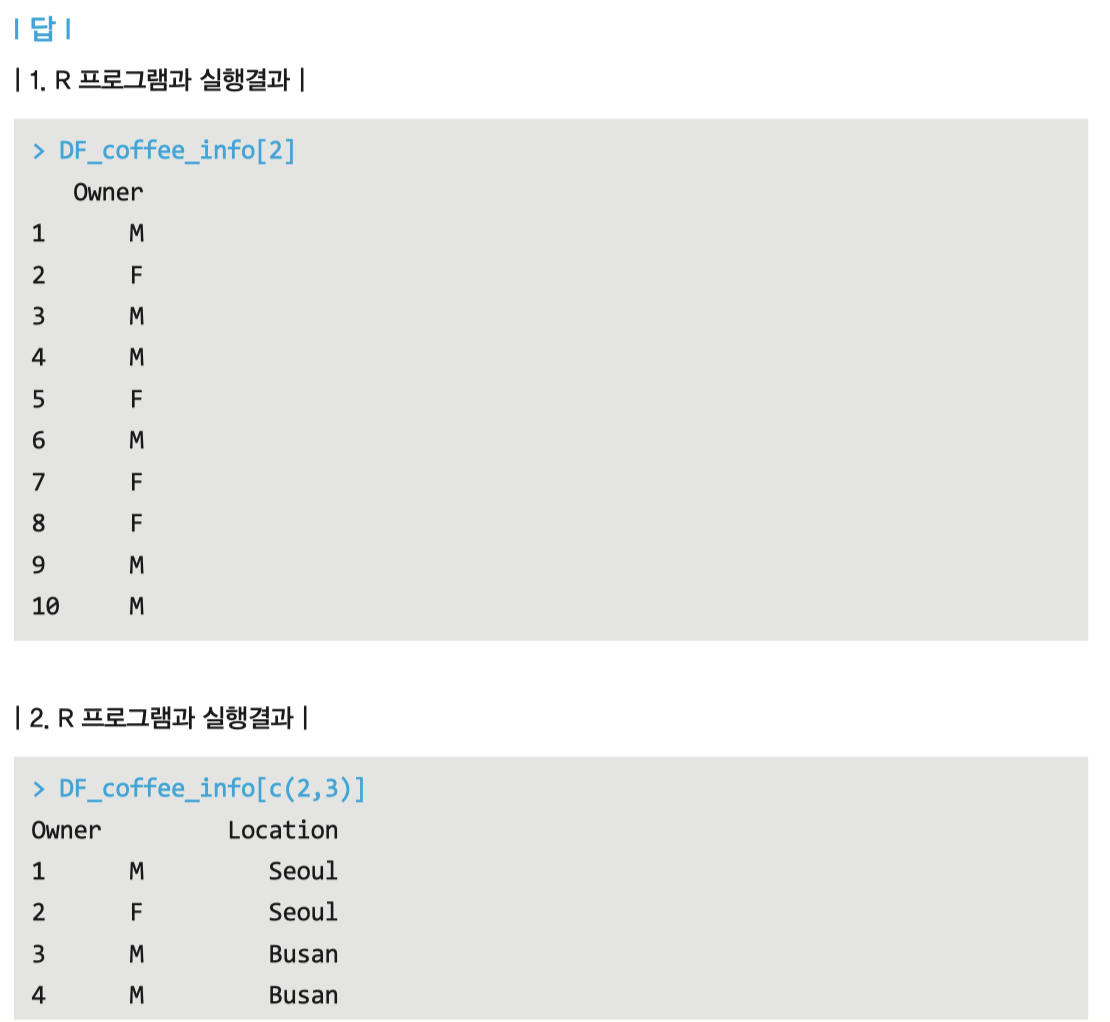 | 답 |
| 1. R 프로그램과 실행결과 |
> DF_coffee_info[2]
Owner
1 M
2 F
3 M
4 M
5 F
6 M
7 F
8 F
9 M
10 M
| 2. R 프로그램과 실행결과 |
> DF_coffee_info[c(2,3)]
Owner Location
1 M Seoul
2 F Seoul
3 M Busan
4 M Busan